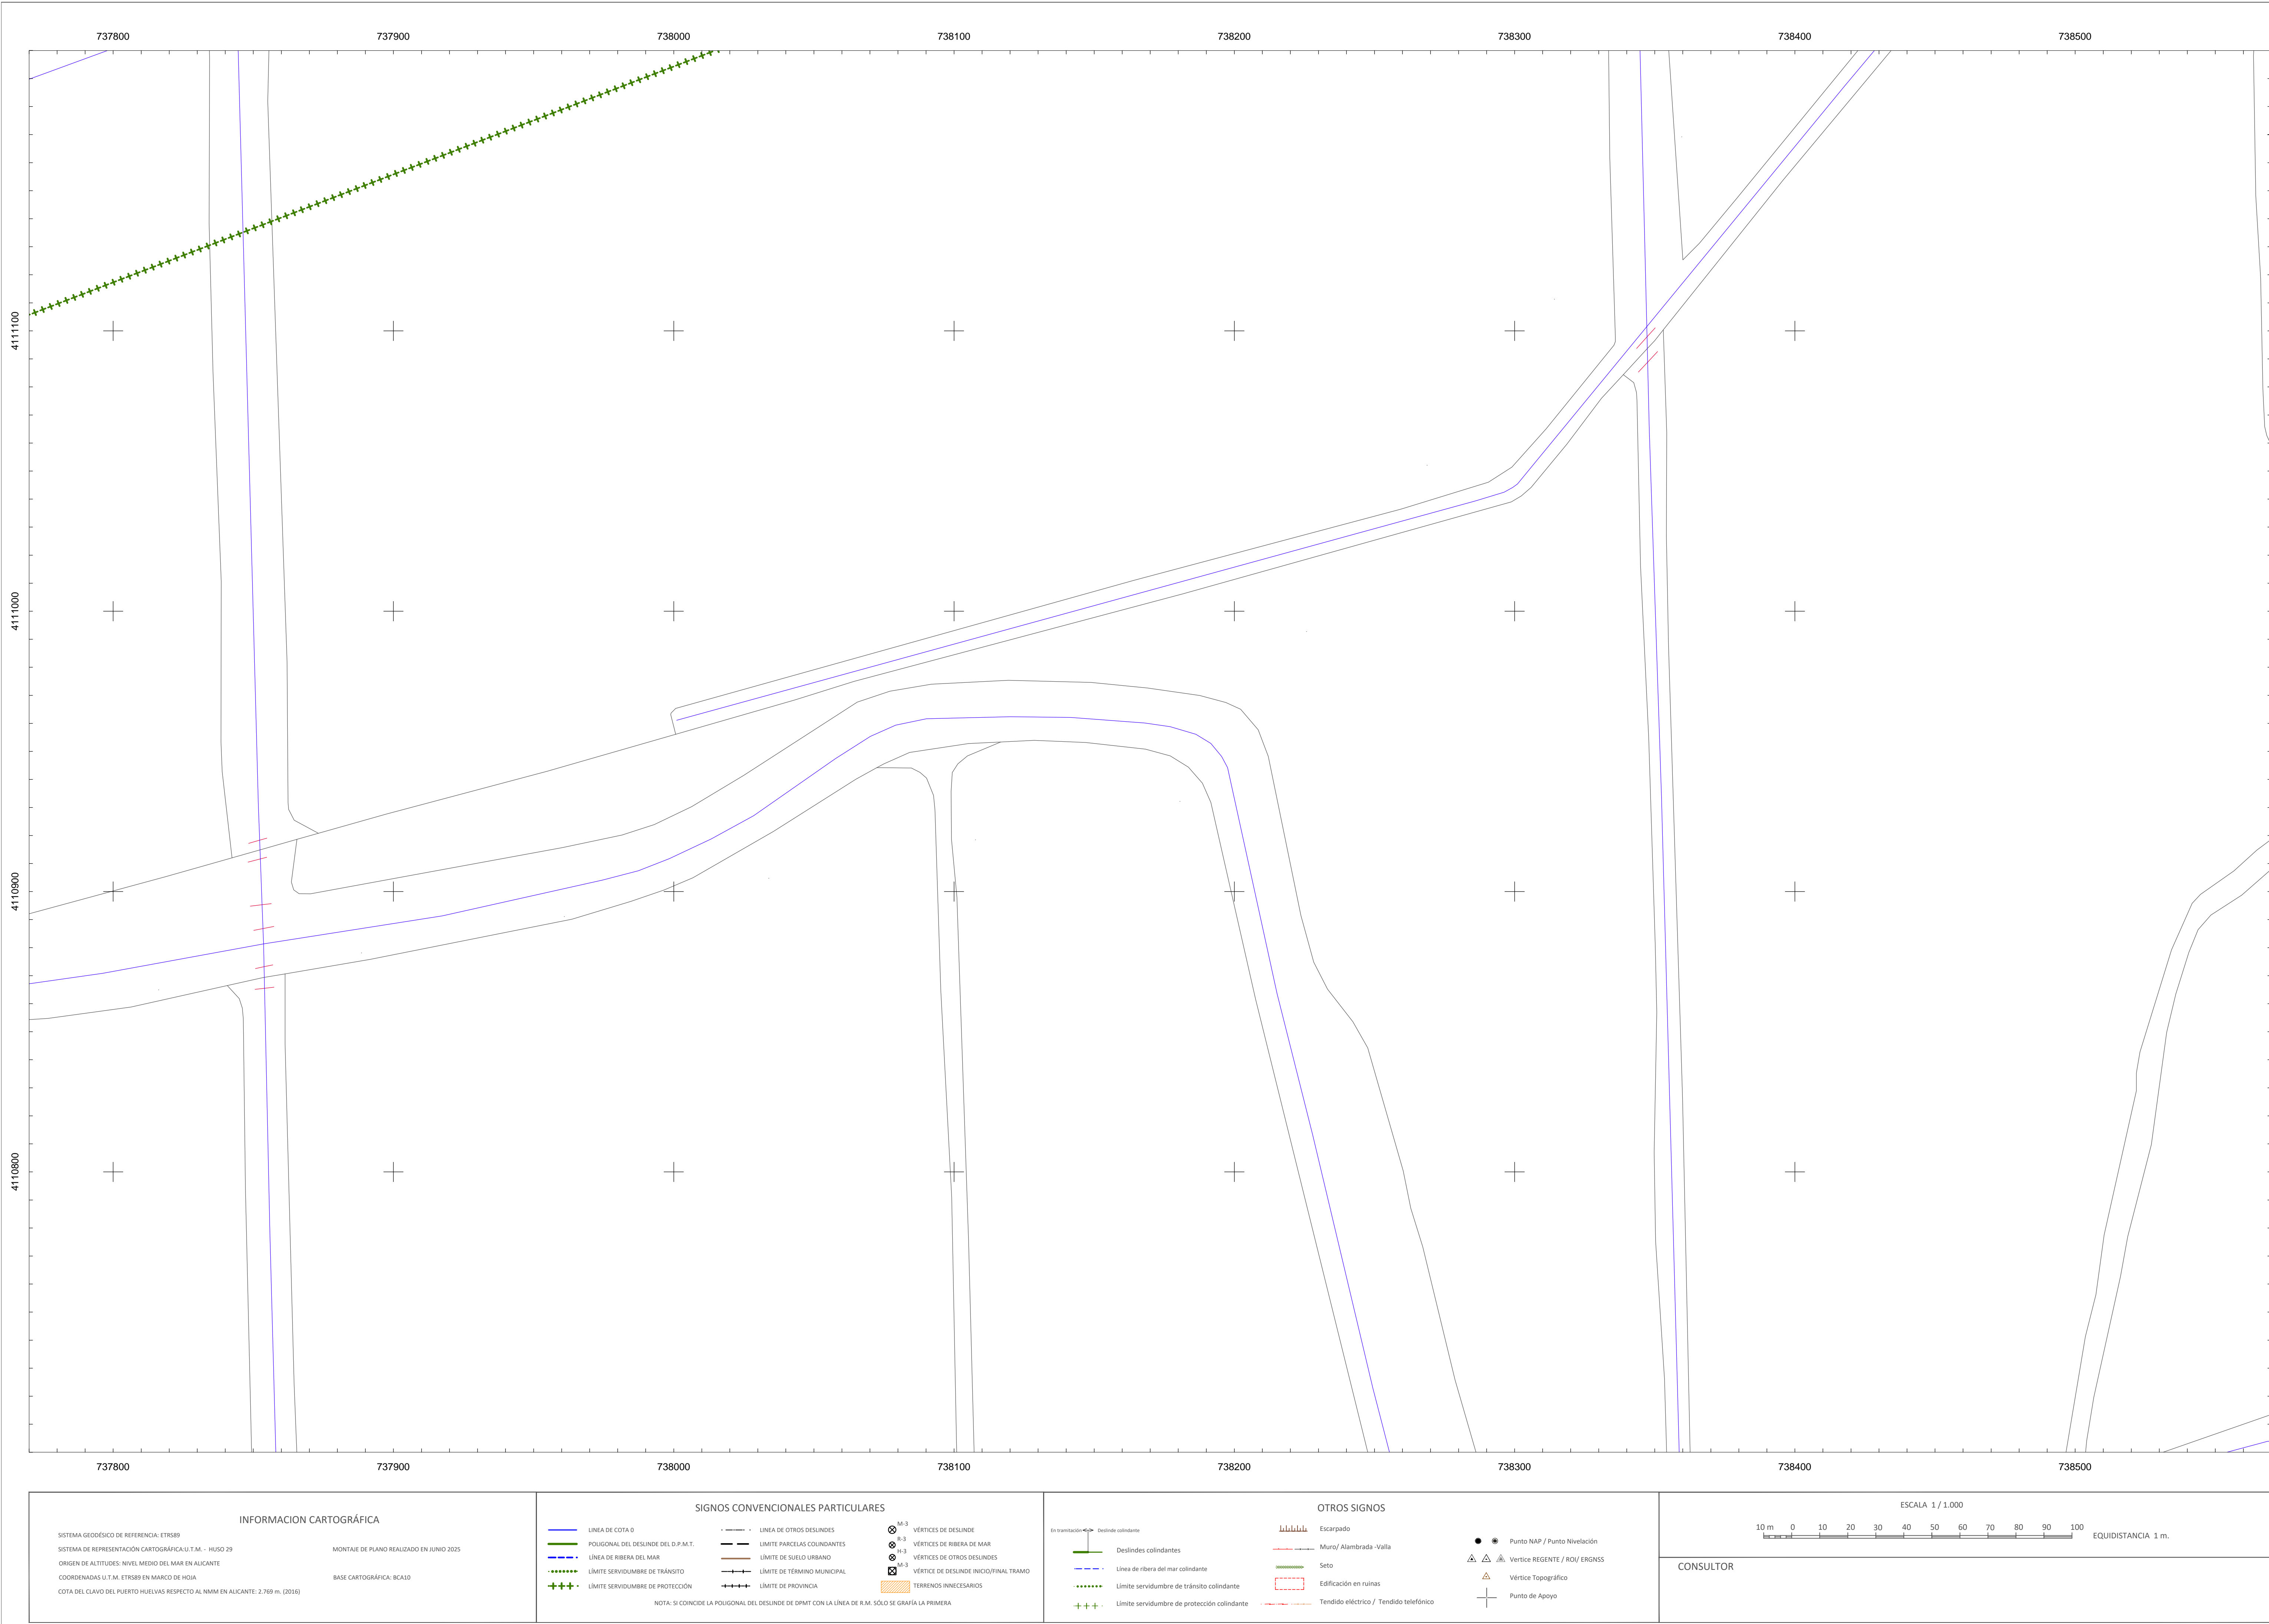 737800 737900 738000 738100 738200 738300 738400 738500
4111100
4111000
4110900
4110800
737800 737900 738000 738100 738200 738300 738400 738500
INFORMACION CARTOGRÁFICA
SISTEMA GEODÉSICO DE REFERENCIA: ETRS89
SISTEMA DE REPRESENTACIÓN CARTOGRÁFICA:U.T.M. - HUSO 29
MONTAJE DE PLANO REALIZADO EN JUNIO 2025
ORIGEN DE ALTITUDES: NIVEL MEDIO DEL MAR EN ALICANTE
COORDENADAS U.T.M. ETRS89 EN MARCO DE HOJA
BASE CARTOGRÁFICA: BCA10
COTA DEL CLAVO DEL PUERTO HUELVAS RESPECTO AL NMM EN ALICANTE: 2.769 m. (2016)
SIGNOS CONVENCIONALES PARTICULARES
LINEA DE COTA 0
POLIGONAL DEL DESLINDE DEL D.P.M.T.
LÍNEA DE RIBERA DEL MAR
LÍMITE SERVIDUMBRE DE TRÁNSITO
LÍMITE SERVIDUMBRE DE PROTECCIÓN
LINEA DE OTROS DESLINDES
LIMITE PARCELAS COLINDANTES
LÍMITE DE SUELO URBANO
LÍMITE DE TÉRMINO MUNICIPAL
LÍMITE DE PROVINCIA
M-3
VÉRTICES DE DESLINDE
R-3
VÉRTICES DE RIBERA DE MAR
H-3
VÉRTICES DE OTROS DESLINDES
M-3
VÉRTICE DE DESLINDE INICIO/FINAL TRAMO
TERRENOS INNECESARIOS
NOTA: SI COINCIDE LA POLIGONAL DEL DESLINDE DE DPMT CON LA LÍNEA DE R.M. SÓLO SE GRAFÍA LA PRIMERA
OTROS SIGNOS
En tramitación Deslinde colindante
Deslindes colindantes
Línea de ribera del mar colindante
Límite servidumbre de tránsito colindante
Límite servidumbre de protección colindante
Escarpado
Muro/ Alambrada -Valla
Seto
Edificación en ruinas
Tendido eléctrico / Tendido telefónico
Punto NAP / Punto Nivelación
Vertice REGENTE / ROI/ ERGNSS
Vértice Topográfico
Punto de Apoyo
ESCALA 1 / 1.000
10 m 0 10 20 30 40 50 60 70 80 90 100
EQUIDISTANCIA 1 m.
CONSULTOR